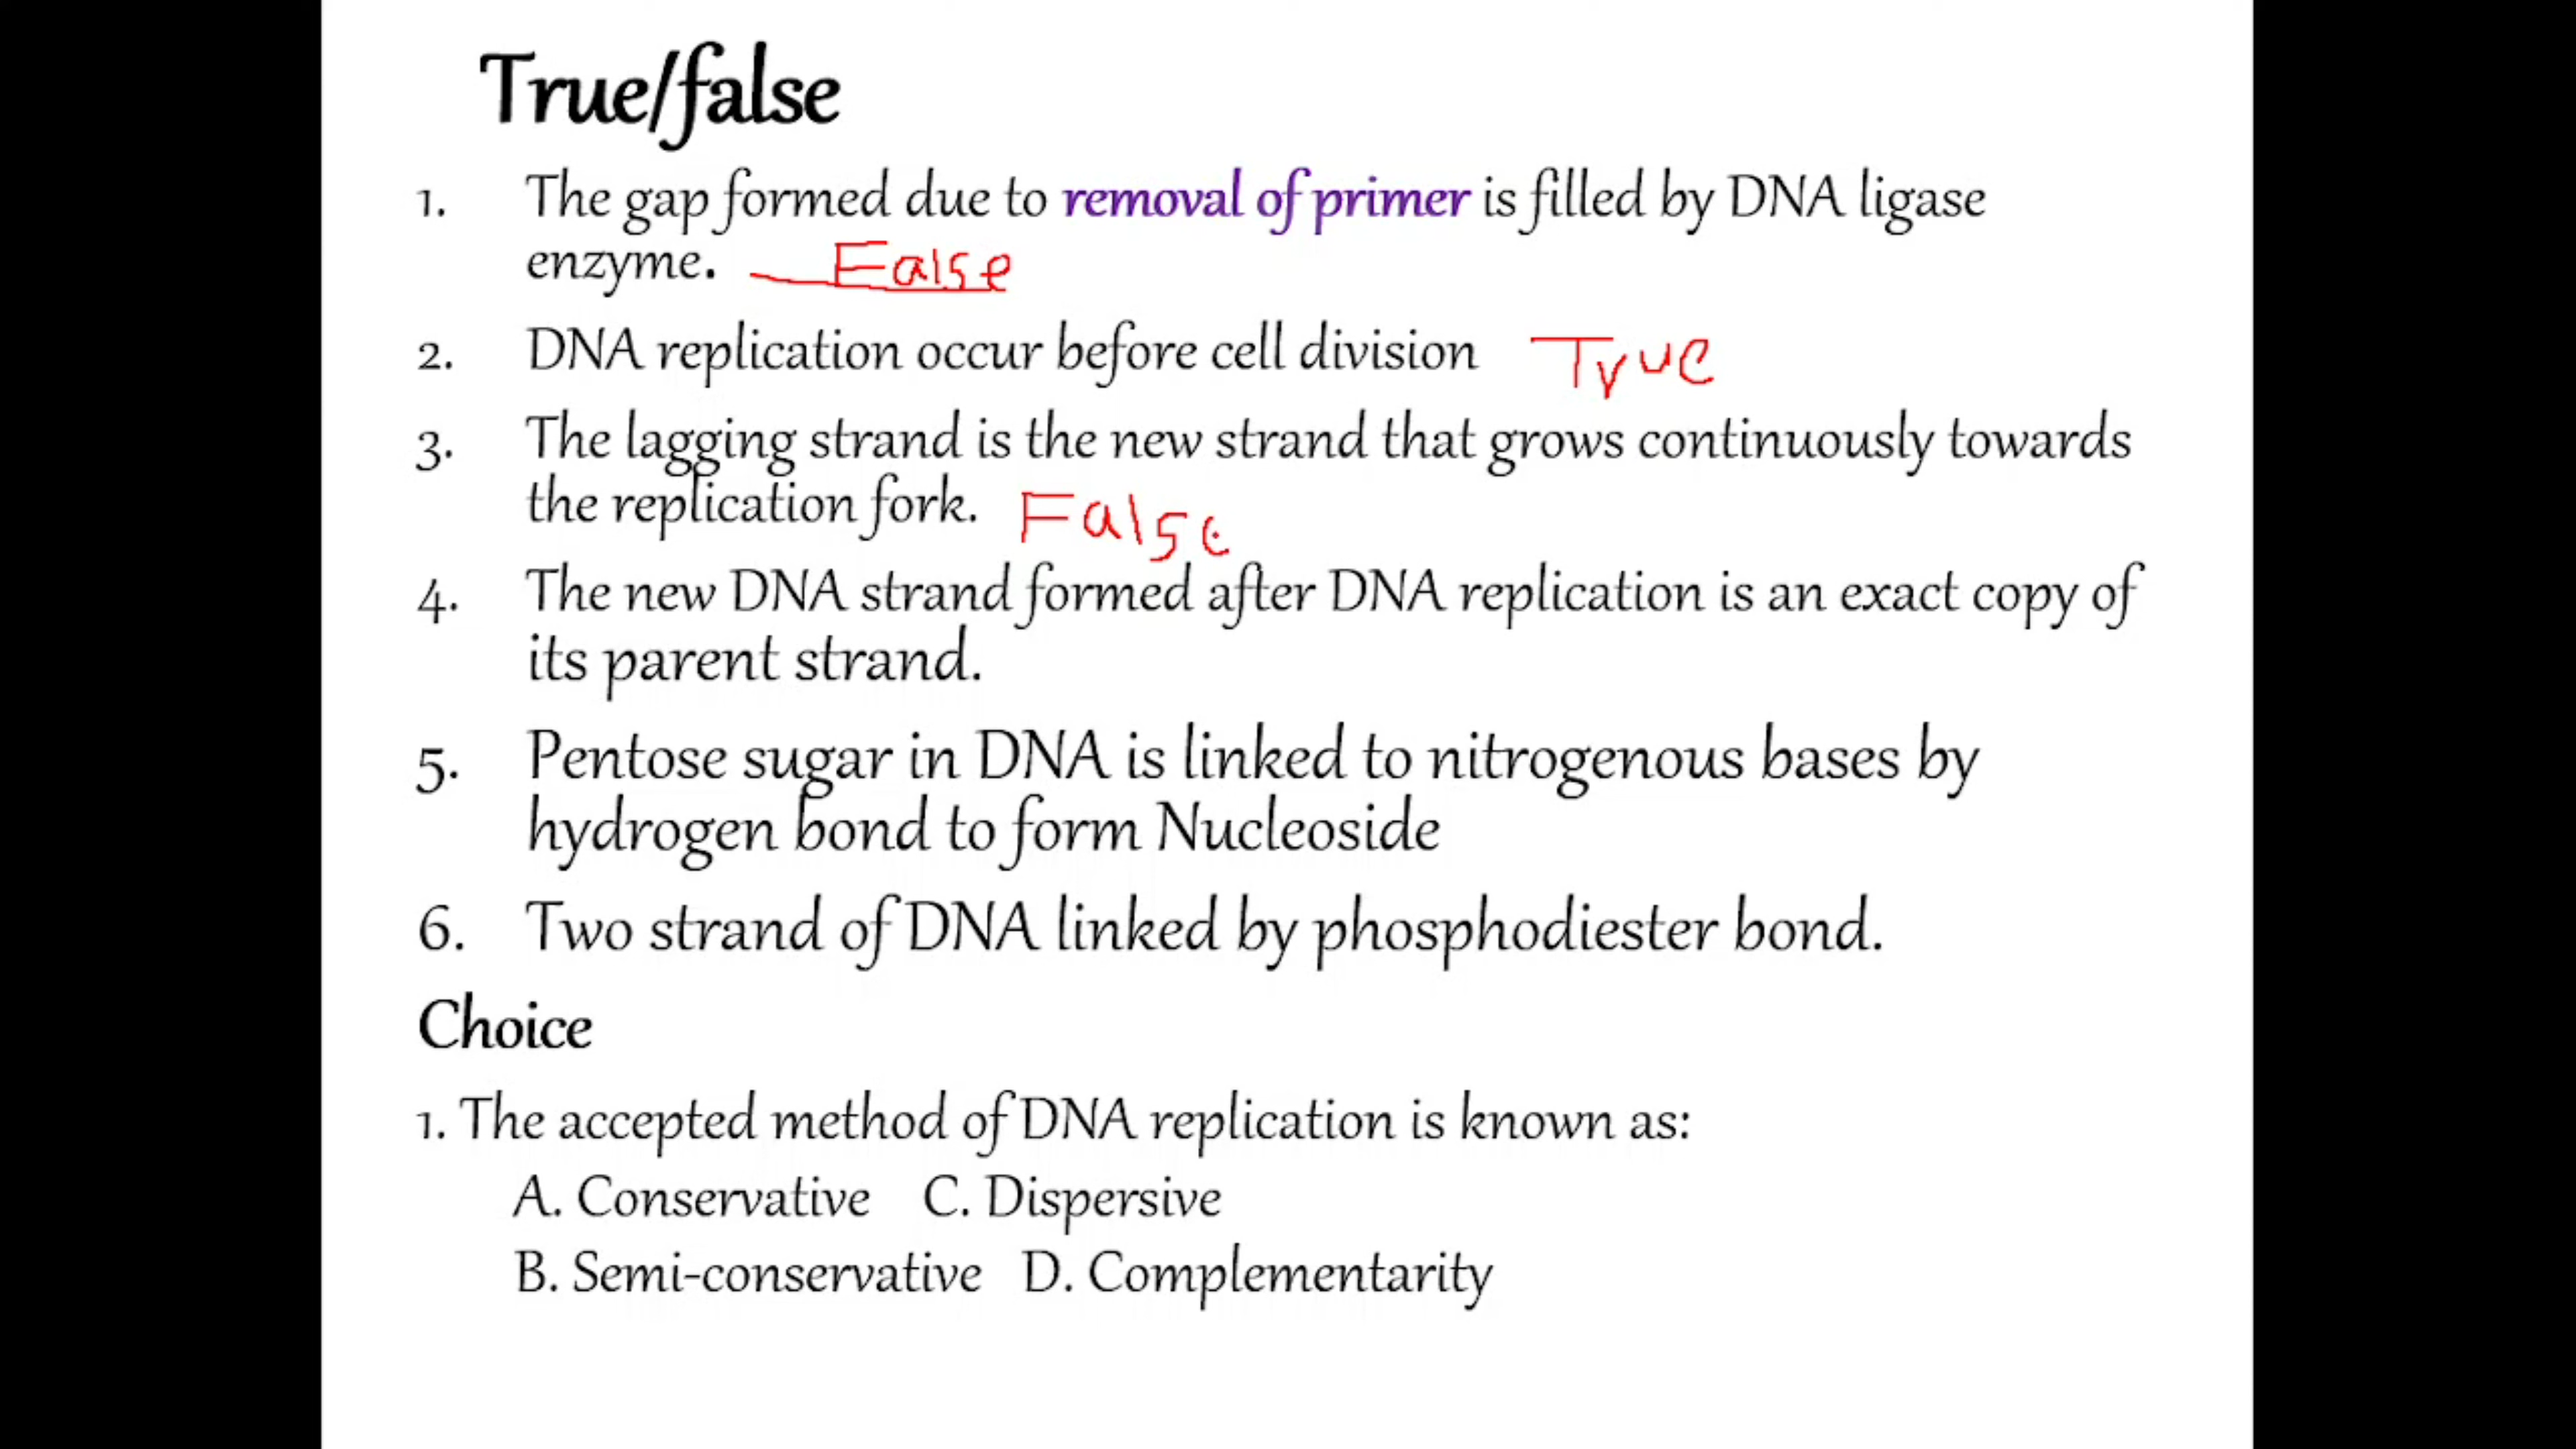 True/false
1. The gap formed due to removal of primer is filled by DNA ligase
enzyme. False
2. DNA replication occur before cell division True
3. The lagging strand is the new strand that grows continuously towards
the replication fork. False
4. The new DNA strand formed after DNA replication is an exact copy of
its parent strand.
5. Pentose sugar in DNA is linked to nitrogenous bases by
hydrogen bond to form Nucleoside
6. Two strand of DNA linked by phosphodiester bond.
Choice
1. The accepted method of DNA replication is known as:
A. Conservative C. Dispersive
B. Semi-conservative D. Complementarity